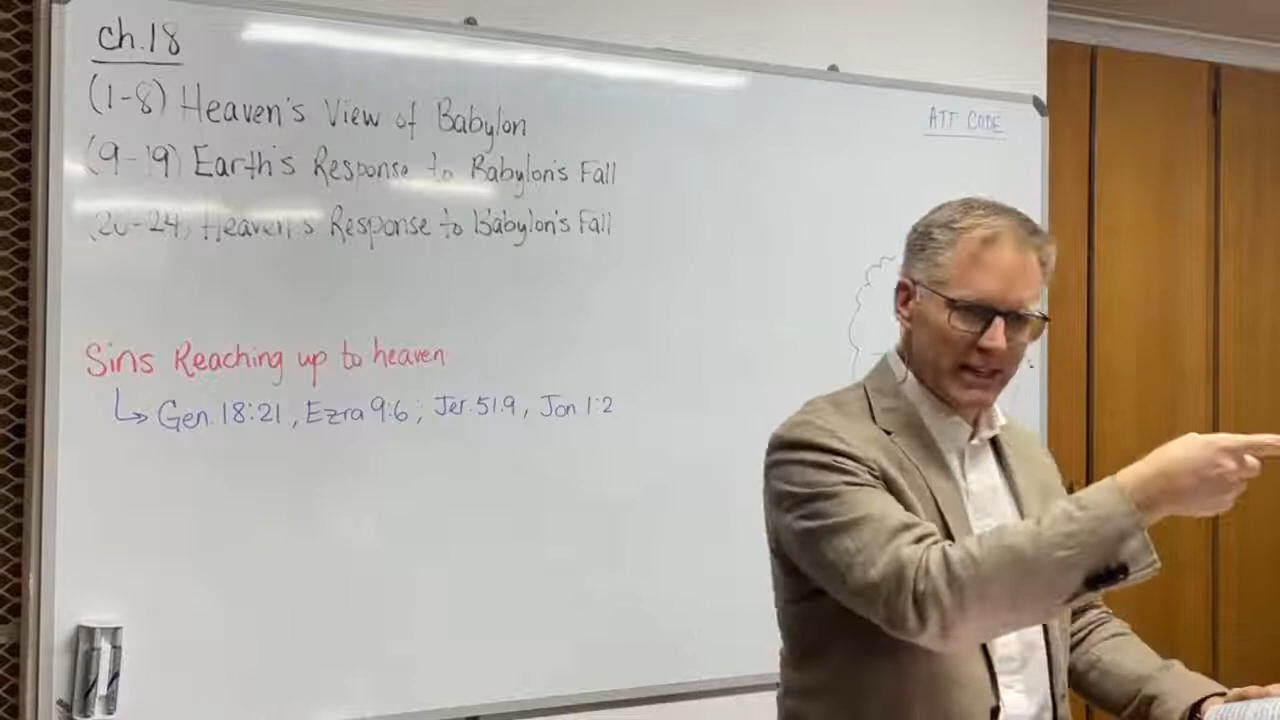 ch.18
(1-8) Heaven's View of Babylon
(9-19) Earth's Response to Babylon's Fall
(20-24) Heaven's Response to Babylon's Fall
ATT CODE
Sins Reaching up to heaven
↳ Gen. 18:21, Ezra 9:6; Jer. 51:9, Jon 1:2